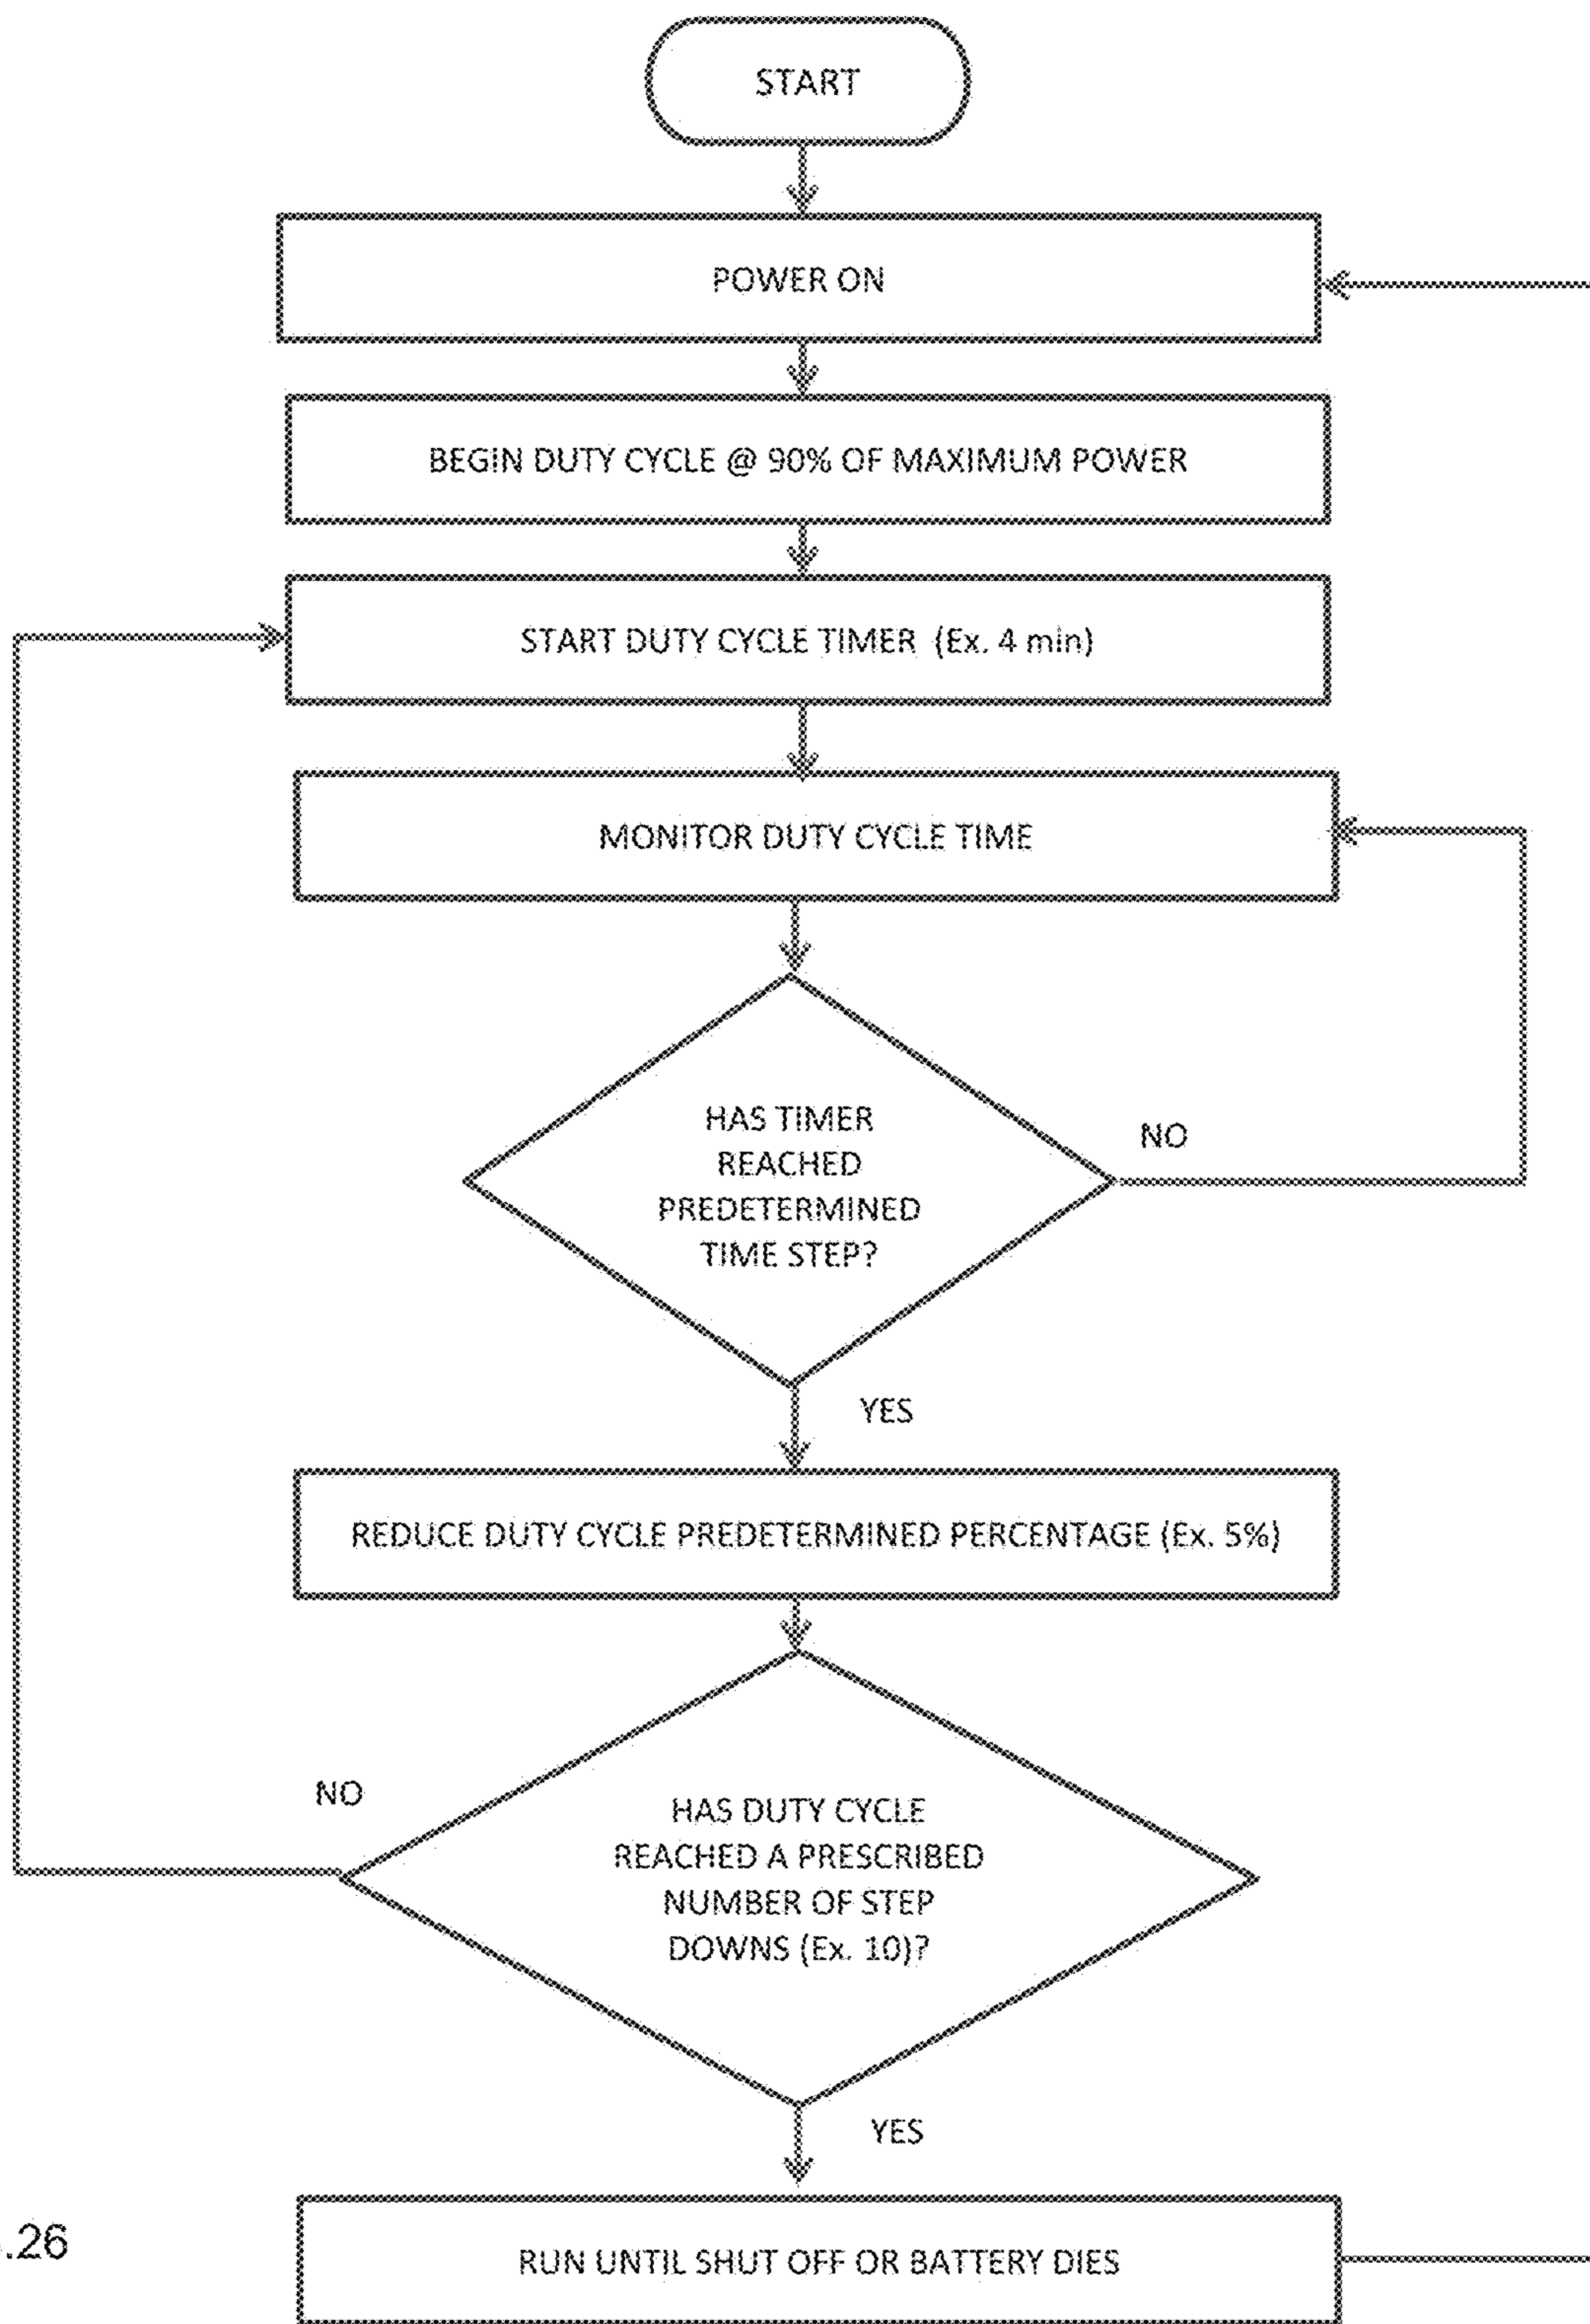 START
POWER ON
BEGIN DUTY CYCLE @ 90% OF MAXIMUM POWER
START DUTY CYCLE TIMER (Ex. 4 min)
MONITOR DUTY CYCLE TIME
HAS TIMER
REACHED
PREDETERMINED
TIME STEP?
NO
YES
REDUCE DUTY CYCLE PREDETERMINED PERCENTAGE (Ex. 5%)
NO
HAS DUTY CYCLE
REACHED A PRESCRIBED
NUMBER OF STEP
DOWNS (Ex. 10)?
YES
.26
RUN UNTIL SHUT OFF OR BATTERY DIES